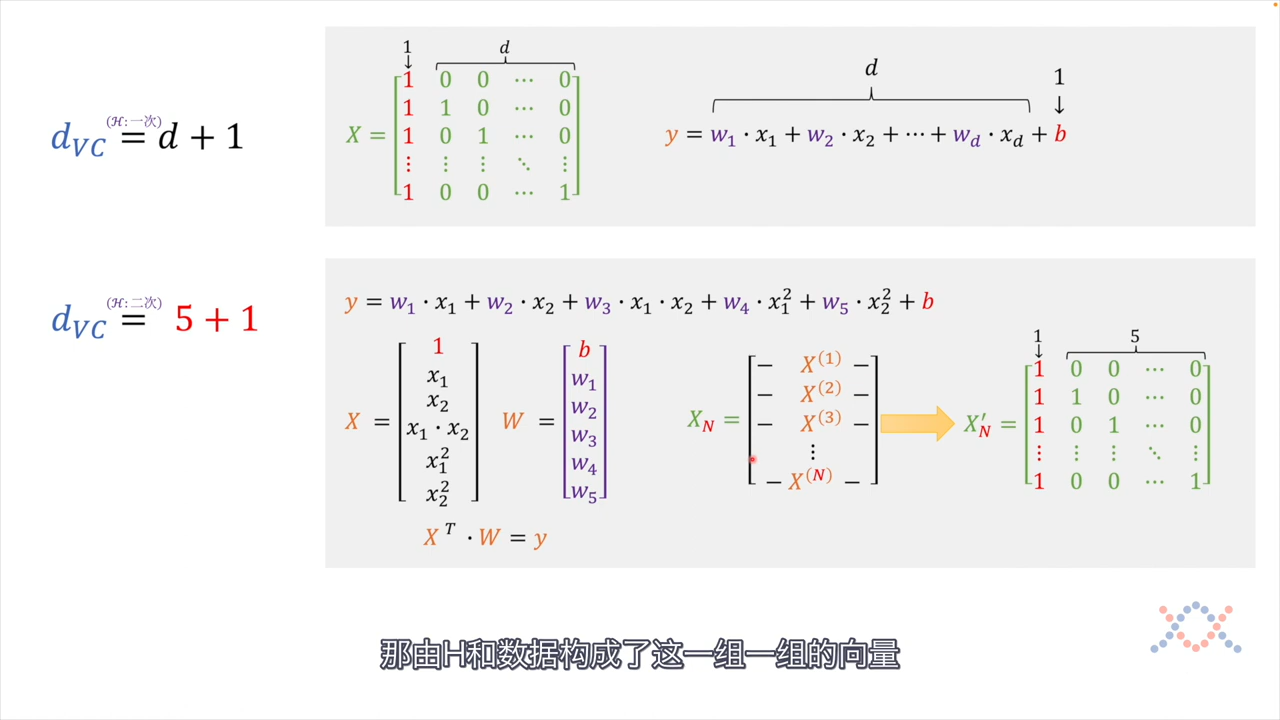 d_VC =(ℋ:一次) d + 1
1 d
X = [1 0 0 ⋯ 0
1 1 0 ⋯ 0
1 0 1 ⋯ 0
⋮ ⋮ ⋮ ⋱ ⋮
1 0 0 ⋯ 1]
d 1
y = w₁ · x₁ + w₂ · x₂ + ⋯ + w_d · x_d + b
d_VC =(ℋ:二次) 5 + 1
y = w₁ · x₁ + w₂ · x₂ + w₃ · x₁ · x₂ + w₄ · x₁² + w₅ · x₂² + b
X = [1
x₁
x₂
x₁ · x₂
x₁²
x₂²]
W = [b
w₁
w₂
w₃
w₄
w₅]
Xᵀ · W = y
X_N = [− X⁽¹⁾ −
− X⁽²⁾ −
− X⁽³⁾ −
⋮
− X⁽ᴺ⁾ −]
1 5
X′_N = [1 0 0 ⋯ 0
1 1 0 ⋯ 0
1 0 1 ⋯ 0
⋮ ⋮ ⋮ ⋱ ⋮
1 0 0 ⋯ 1]
那由H和数据构成了这一组一组的向量